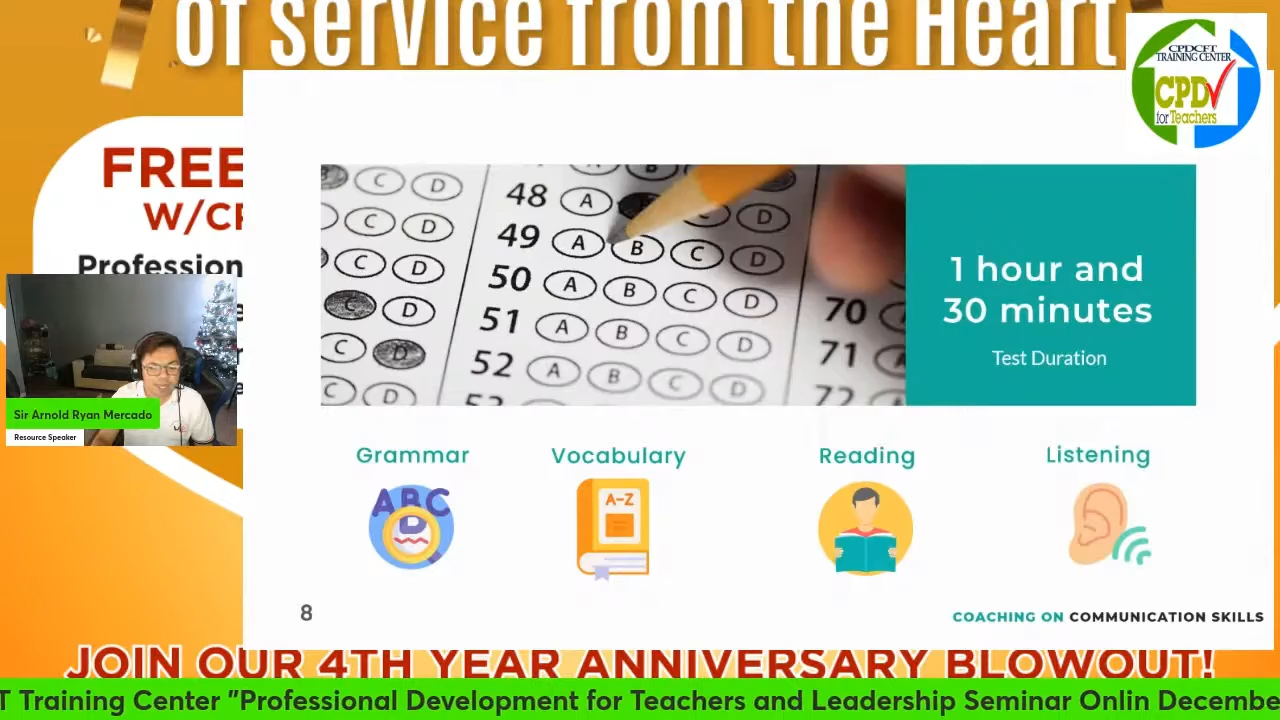 of service from the Heart
CPDCFT
TRAINING CENTER
CPD
for Teachers
FREE
Profession
C D
48 A C D
C D
49 A B C D
C D
50 A B C D
C D
70
51 A B C D
C D
71
52 A B C D
C D
72
1 hour and
30 minutes
Test Duration
Sir Arnold Ryan Mercado
Resource Speaker
Grammar
Vocabulary
Reading
Listening
ABC
A-Z
8
COACHING ON COMMUNICATION SKILLS
JOIN OUR 4TH YEAR ANNIVERSARY BLOWOUT!
T Training Center "Professional Development for Teachers and Leadership Seminar Onlin Decembe